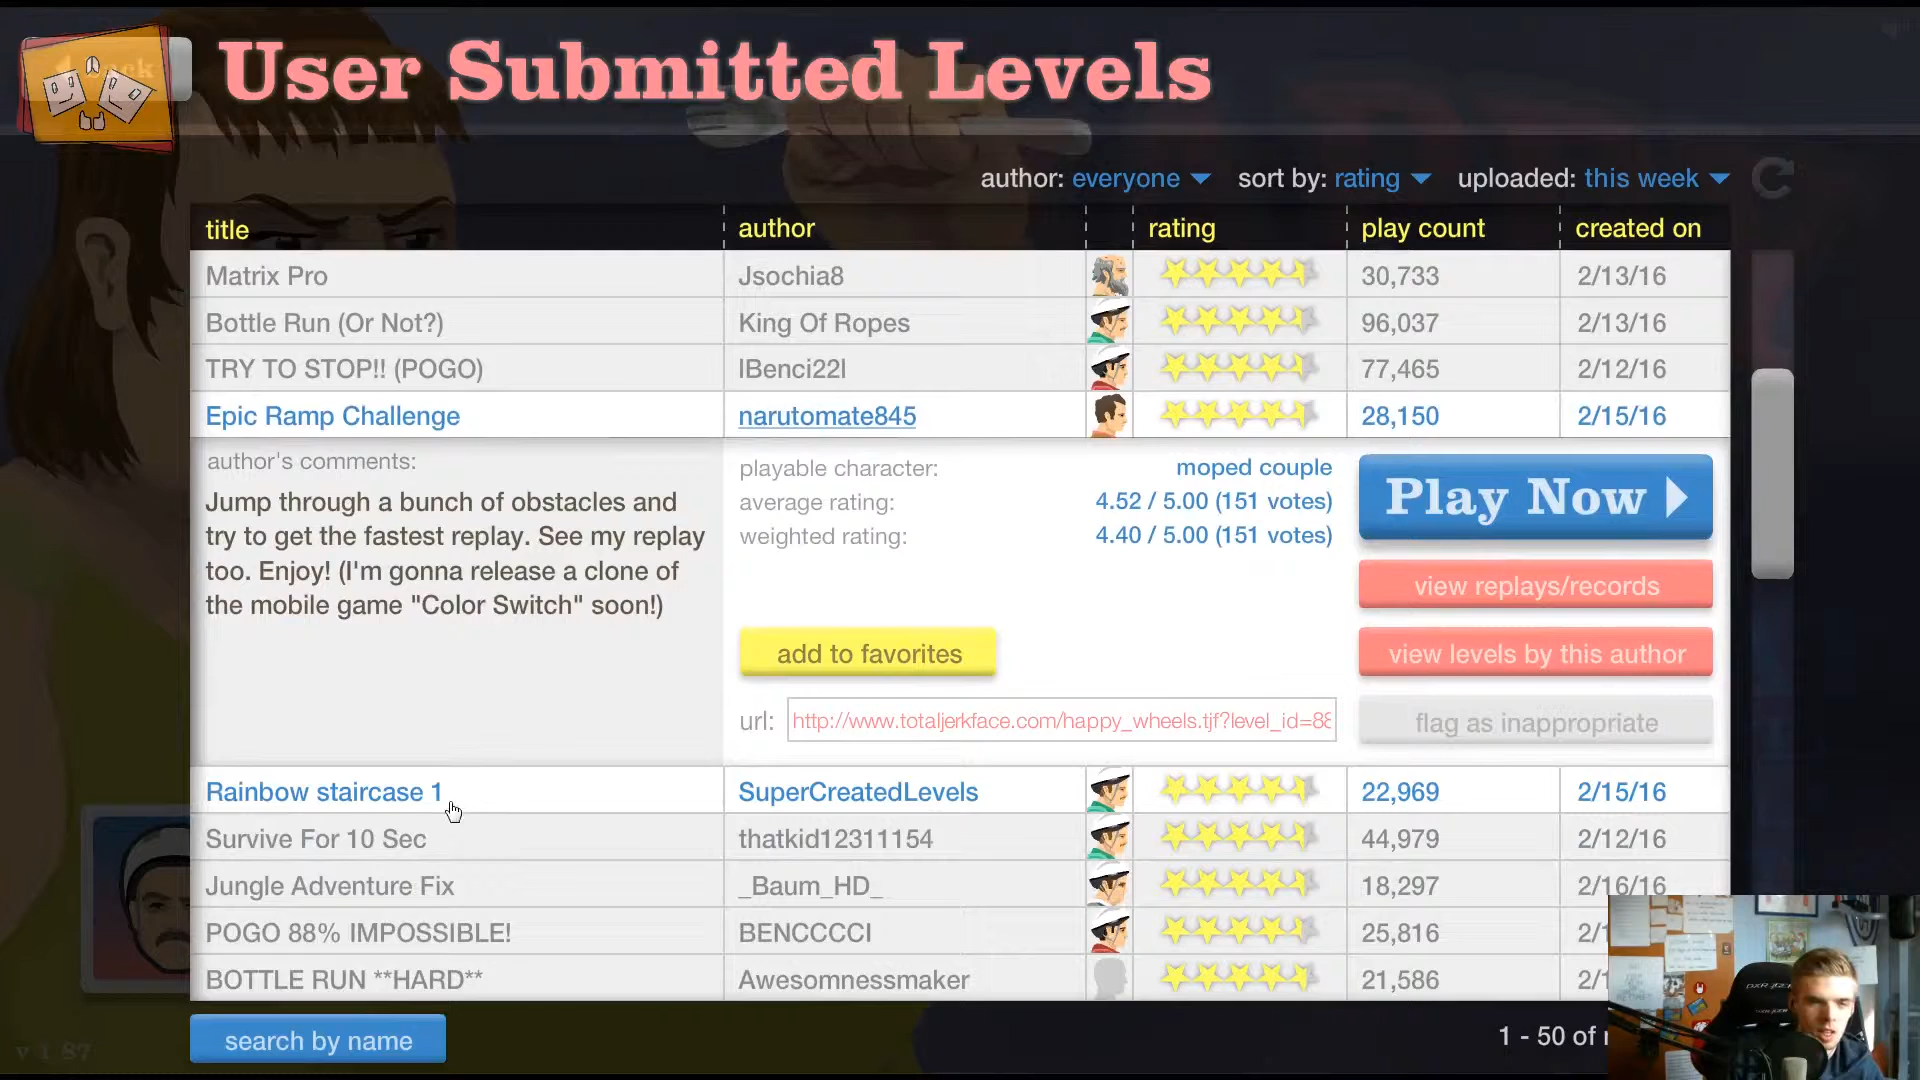 User Submitted Levels
author: everyone sort by: rating uploaded: this week
title author rating play count created on
Matrix Pro Jsochia8 30,733 2/13/16
Bottle Run (Or Not?) King Of Ropes 96,037 2/13/16
TRY TO STOP!! (POGO) lBenci22l 77,465 2/12/16
Epic Ramp Challenge narutomate845 28,150 2/15/16
author's comments:
Jump through a bunch of obstacles and
try to get the fastest replay. See my replay
too. Enjoy! (I'm gonna release a clone of
the mobile game "Color Switch" soon!)
playable character: moped couple
average rating: 4.52 / 5.00 (151 votes)
weighted rating: 4.40 / 5.00 (151 votes)
add to favorites
url: http://www.totaljerkface.com/happy_wheels.tjf?level_id=88
Play Now
view replays/records
view levels by this author
flag as inappropriate
Rainbow staircase 1 SuperCreatedLevels 22,969 2/15/16
Survive For 10 Sec thatkid12311154 44,979 2/12/16
Jungle Adventure Fix _Baum_HD_ 18,297 2/16/16
POGO 88% IMPOSSIBLE! BENCCCCI 25,816 2/1
BOTTLE RUN **HARD** Awesomnessmaker 21,586 2/1
search by name
1 - 50 of
v 1.87